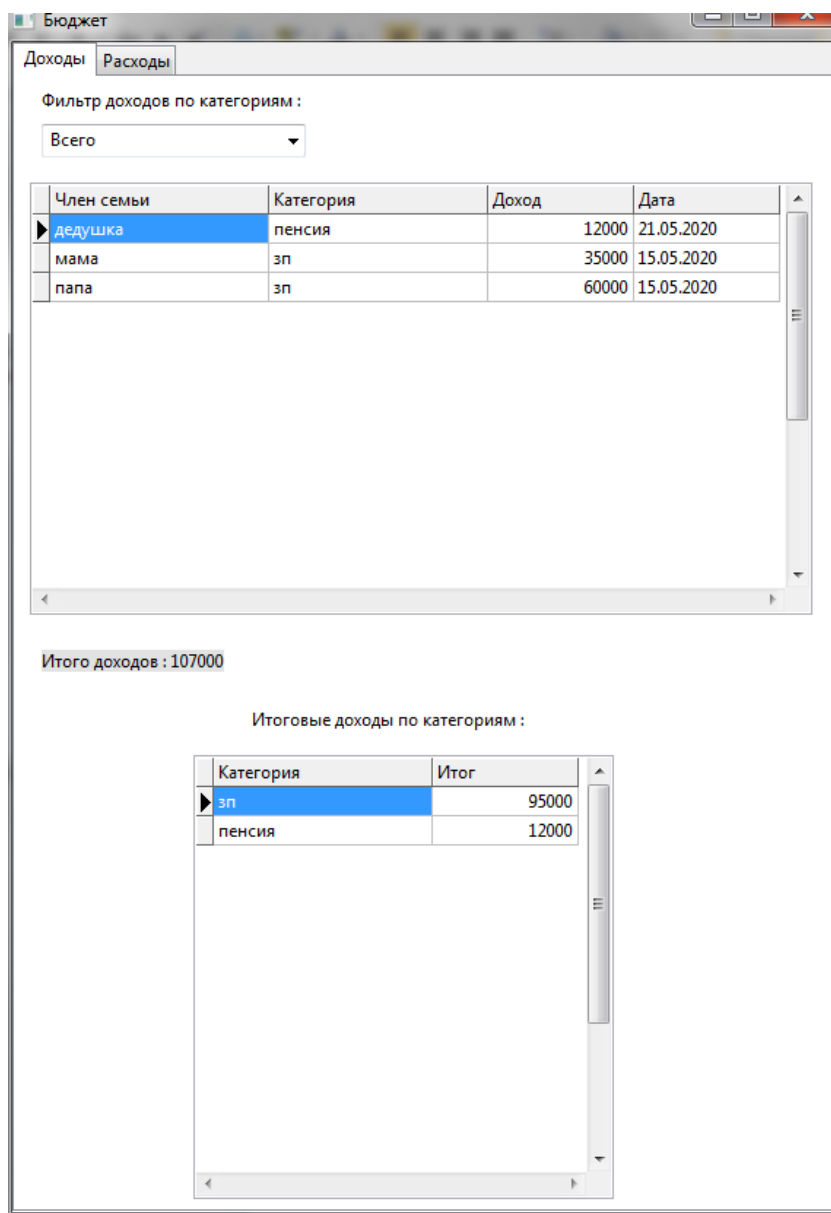 Бюджет
Доходы Расходы
Фильтр доходов по категориям :
Всего
Член семьи Категория Доход Дата
дедушка пенсия 12000 21.05.2020
мама зп 35000 15.05.2020
папа зп 60000 15.05.2020
Итого доходов : 107000
Итоговые доходы по категориям :
Категория Итог
зп 95000
пенсия 12000